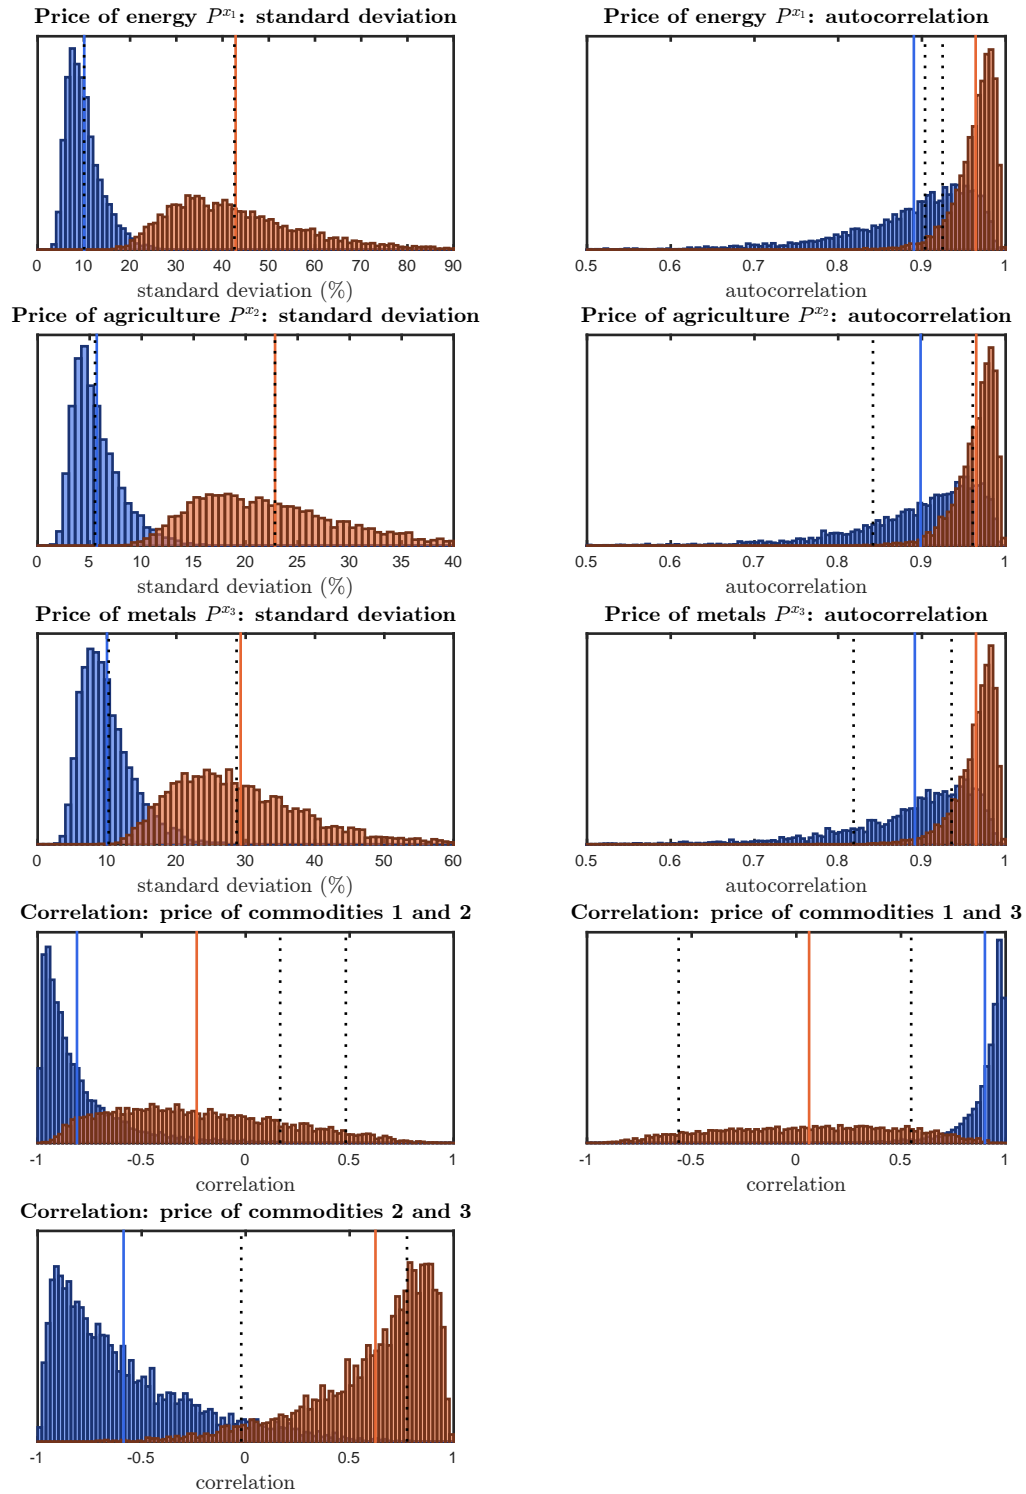 Price of energy P^{x_1}: standard deviation
0 10 20 30 40 50 60 70 80 90
standard deviation (%)
Price of energy P^{x_1}: autocorrelation
0.5 0.6 0.7 0.8 0.9 1
autocorrelation
Price of agriculture P^{x_2}: standard deviation
0 5 10 15 20 25 30 35 40
standard deviation (%)
Price of agriculture P^{x_2}: autocorrelation
0.5 0.6 0.7 0.8 0.9 1
autocorrelation
Price of metals P^{x_3}: standard deviation
0 10 20 30 40 50 60
standard deviation (%)
Price of metals P^{x_3}: autocorrelation
0.5 0.6 0.7 0.8 0.9 1
autocorrelation
Correlation: price of commodities 1 and 2
-1 -0.5 0 0.5 1
correlation
Correlation: price of commodities 1 and 3
-1 -0.5 0 0.5 1
correlation
Correlation: price of commodities 2 and 3
-1 -0.5 0 0.5 1
correlation